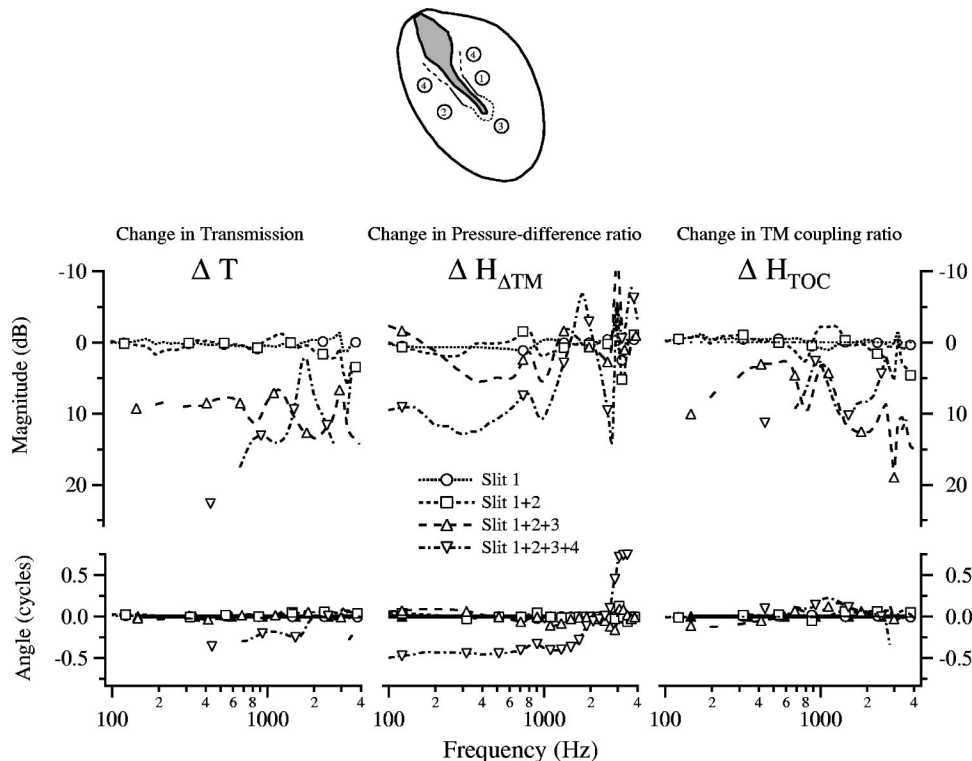 4
1
4
2
3
Change in Transmission
Δ T
Change in Pressure-difference ratio
Δ H_ΔTM
Change in TM coupling ratio
Δ H_TOC
Magnitude (dB)
-10
0
10
20
-10
0
10
20
Slit 1
Slit 1+2
Slit 1+2+3
Slit 1+2+3+4
Angle (cycles)
0.5
0.0
-0.5
0.5
0.0
-0.5
100 2 4 6 8 1000 2 4
100 2 4 6 8 1000 2 4
100 2 4 6 8 1000 2 4
Frequency (Hz)